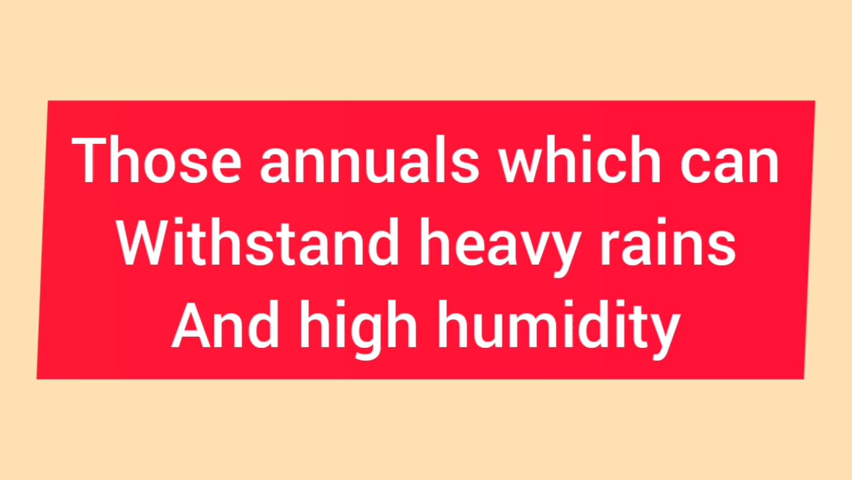 Those annuals which can
Withstand heavy rains
And high humidity